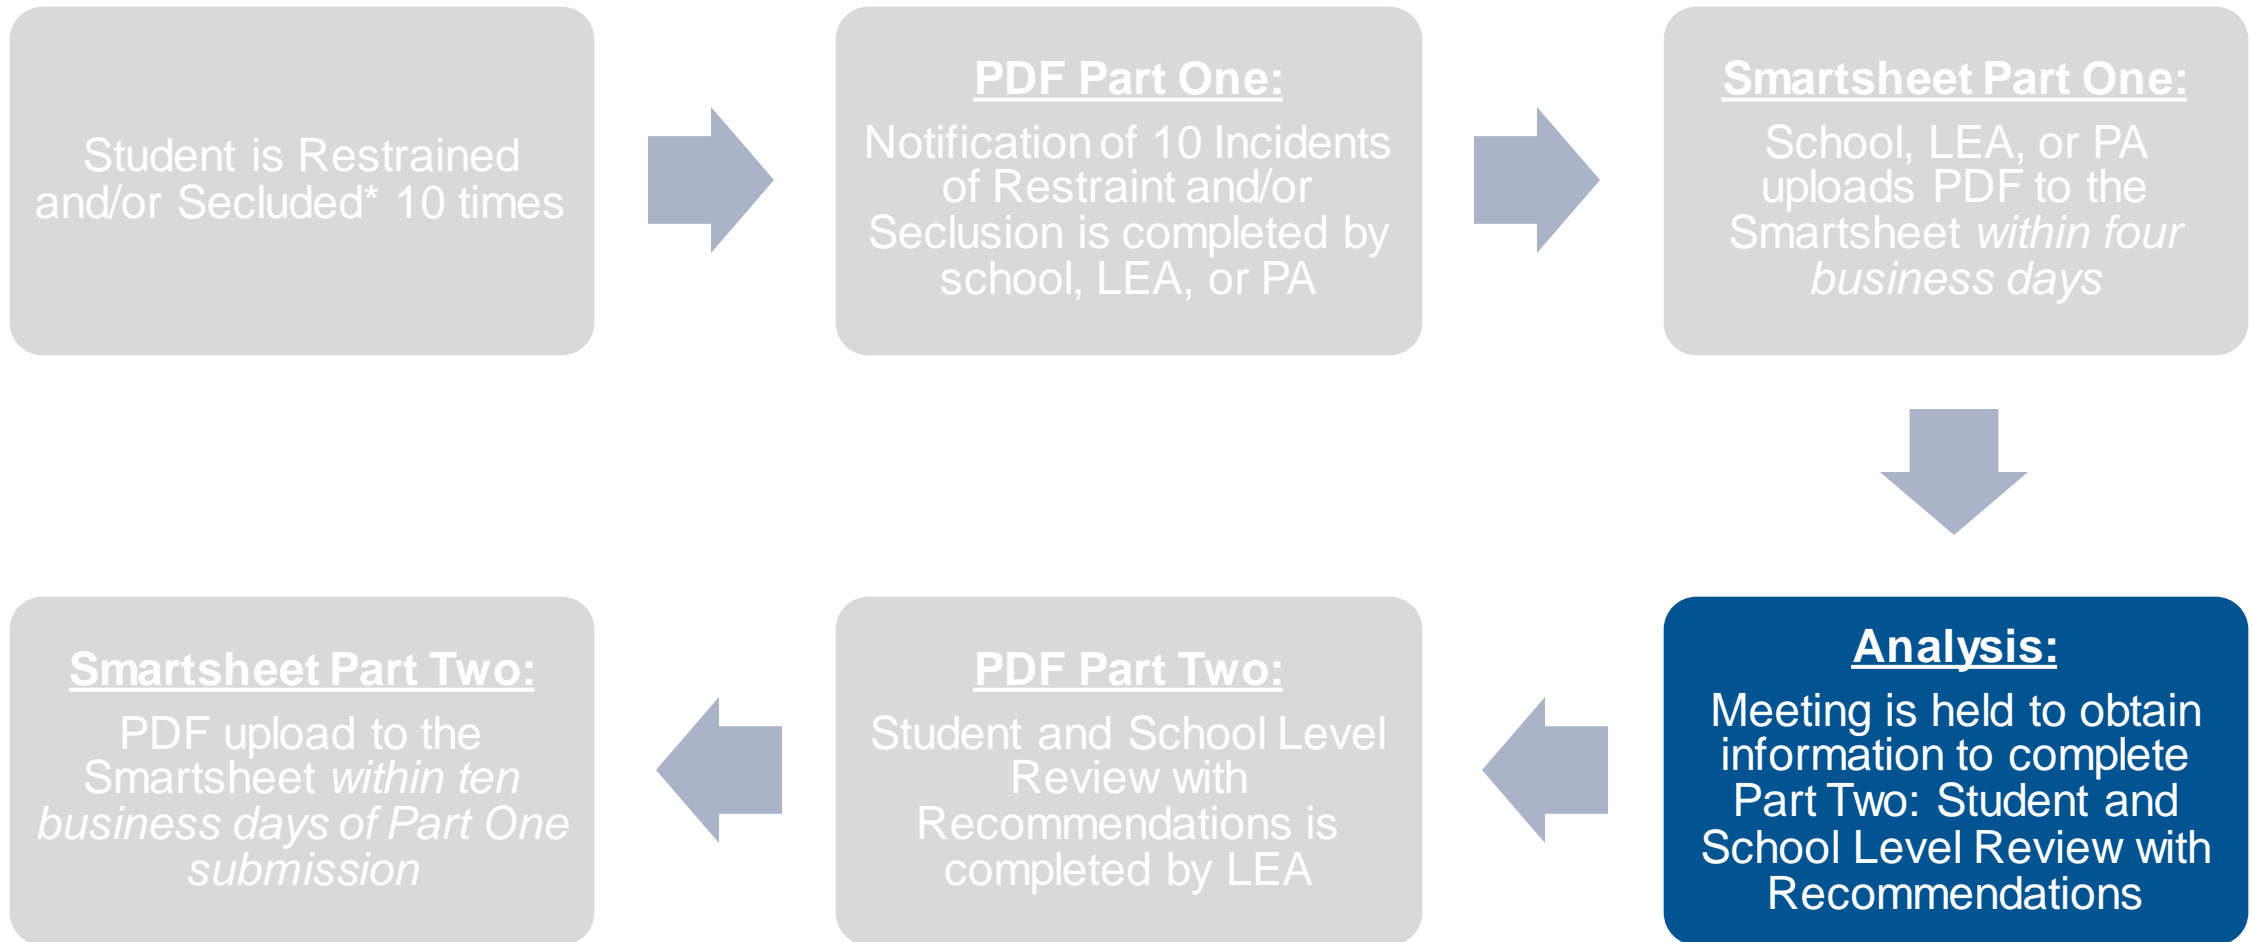 Student is Restrained
and/or Secluded* 10 times
PDF Part One:
Notification of 10 Incidents
of Restraint and/or
Seclusion is completed by
school, LEA, or PA
Smartsheet Part One:
School, LEA, or PA
uploads PDF to the
Smartsheet within four
business days
Analysis:
Meeting is held to obtain
information to complete
Part Two: Student and
School Level Review with
Recommendations
PDF Part Two:
Student and School Level
Review with
Recommendations is
completed by LEA
Smartsheet Part Two:
PDF upload to the
Smartsheet within ten
business days of Part One
submission